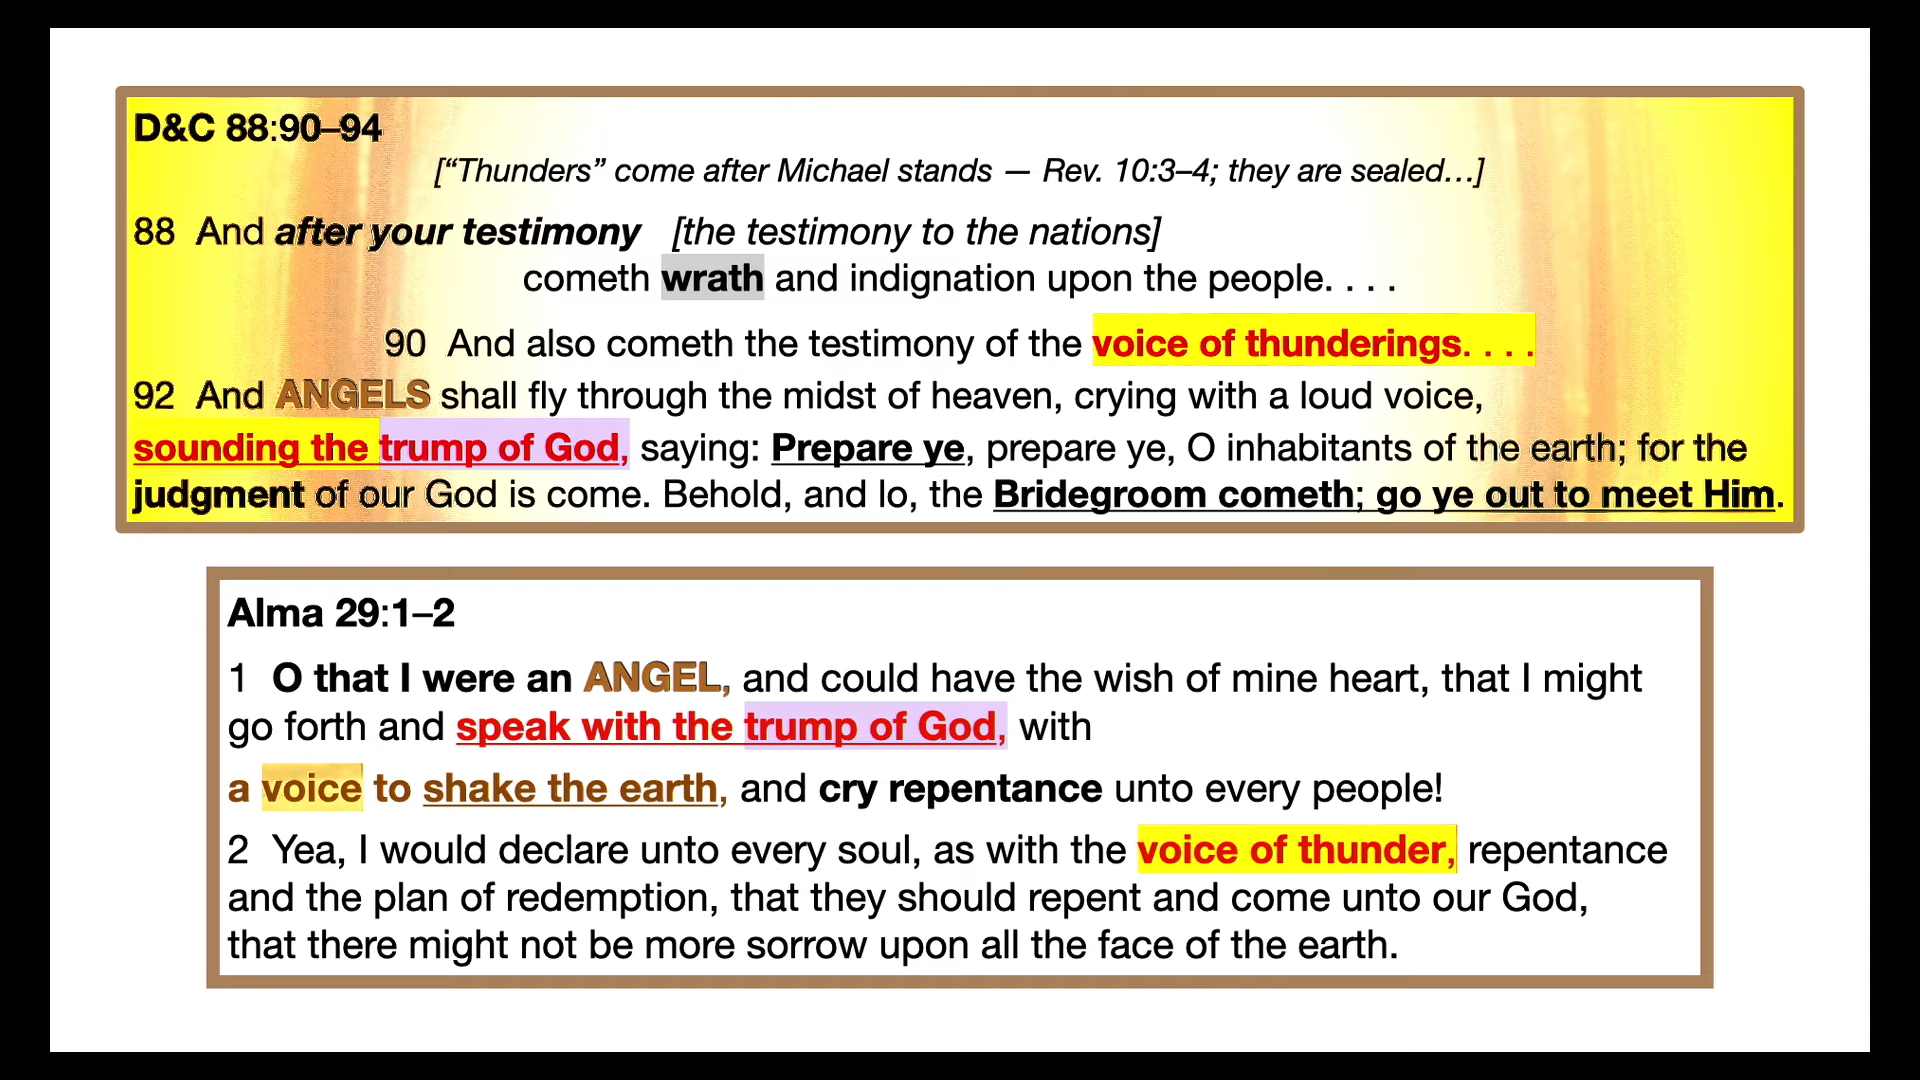 D&C 88:90–94
[“Thunders” come after Michael stands — Rev. 10:3–4; they are sealed…]
88 And after your testimony [the testimony to the nations]
cometh wrath and indignation upon the people. . . .
90 And also cometh the testimony of the voice of thunderings. . . .
92 And ANGELS shall fly through the midst of heaven, crying with a loud voice,
sounding the trump of God, saying: Prepare ye, prepare ye, O inhabitants of the earth; for the
judgment of our God is come. Behold, and lo, the Bridegroom cometh; go ye out to meet Him.
Alma 29:1–2
1 O that I were an ANGEL, and could have the wish of mine heart, that I might
go forth and speak with the trump of God, with
a voice to shake the earth, and cry repentance unto every people!
2 Yea, I would declare unto every soul, as with the voice of thunder, repentance
and the plan of redemption, that they should repent and come unto our God,
that there might not be more sorrow upon all the face of the earth.